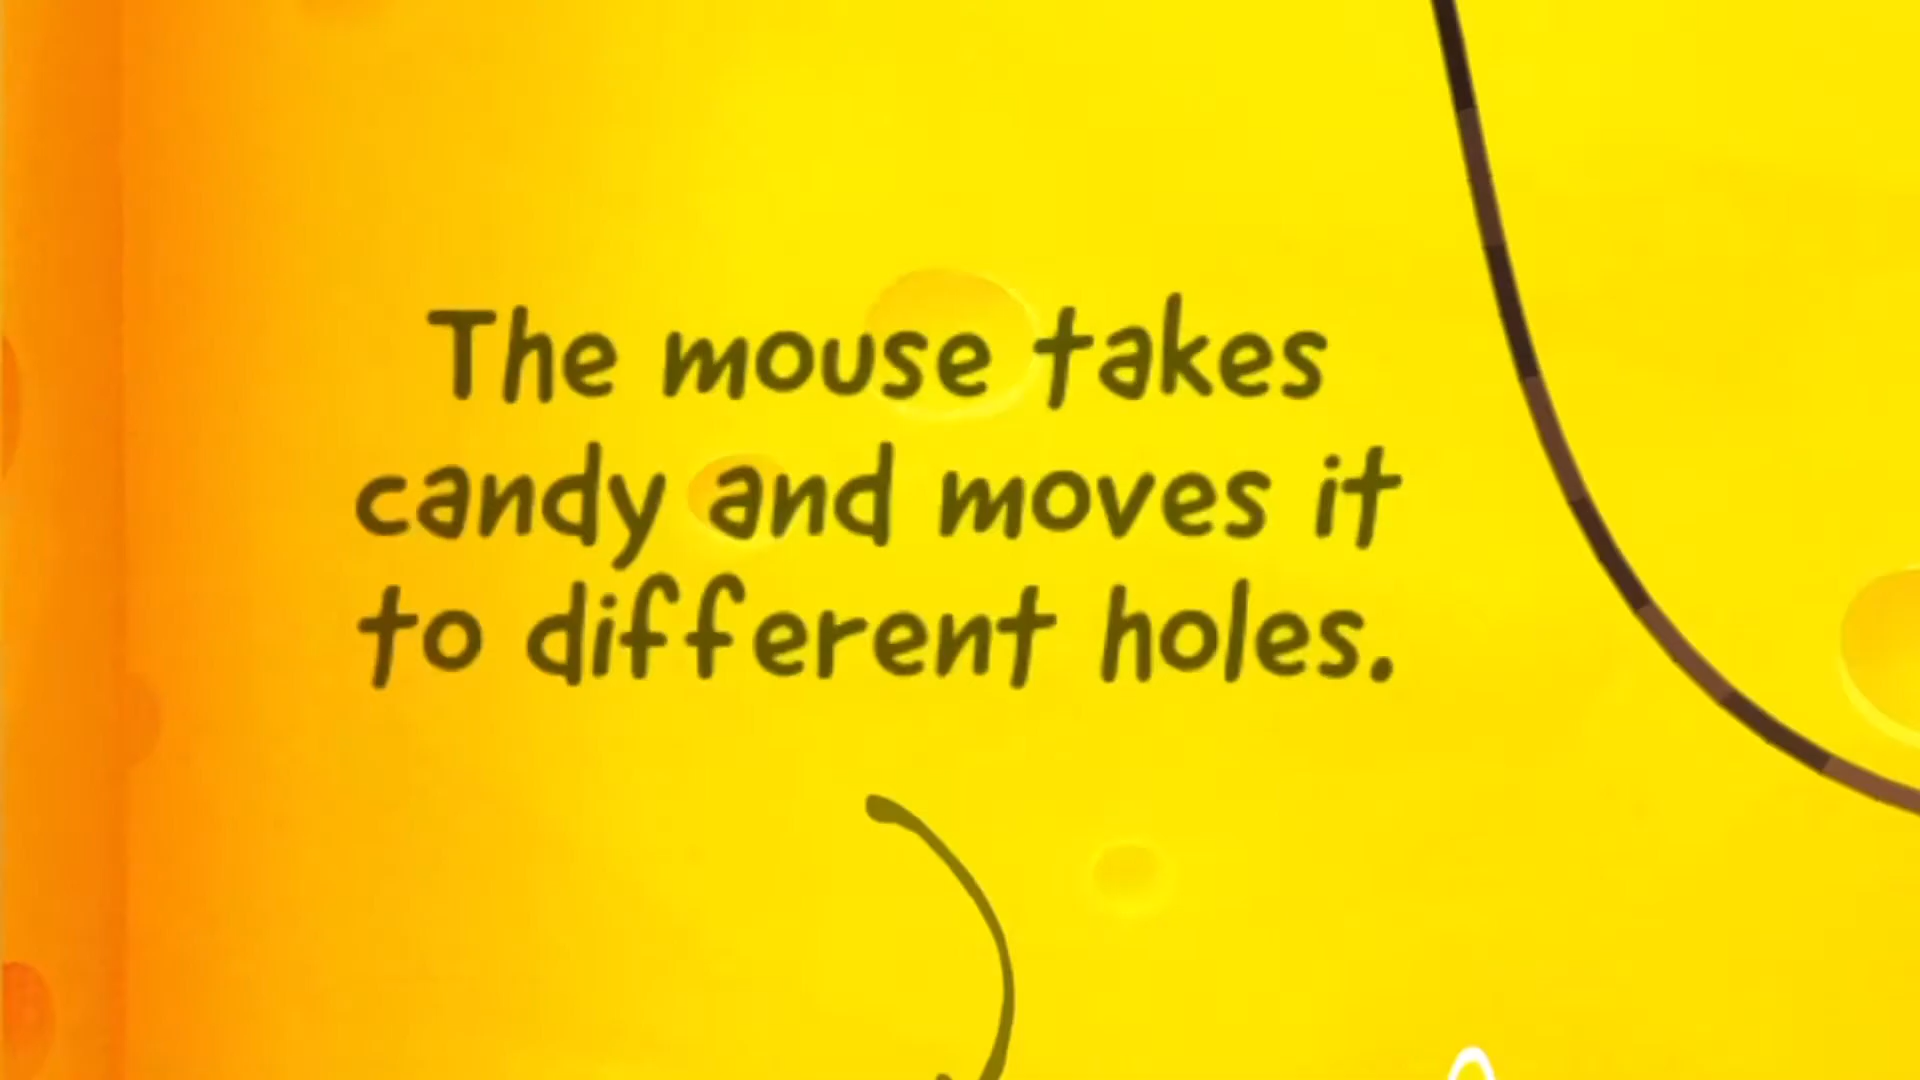 The mouse takes
candy and moves it
to different holes.